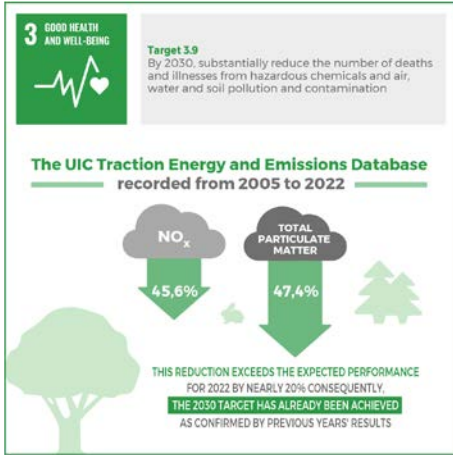 3 GOOD HEALTH
AND WELL-BEING
Target 3.9
By 2030, substantially reduce the number of deaths
and illnesses from hazardous chemicals and air,
water and soil pollution and contamination
The UIC Traction Energy and Emissions Database
recorded from 2005 to 2022
NOx
TOTAL
PARTICULATE
MATTER
45,6%
47,4%
THIS REDUCTION EXCEEDS THE EXPECTED PERFORMANCE
FOR 2022 BY NEARLY 20% CONSEQUENTLY,
THE 2030 TARGET HAS ALREADY BEEN ACHIEVED
AS CONFIRMED BY PREVIOUS YEARS' RESULTS